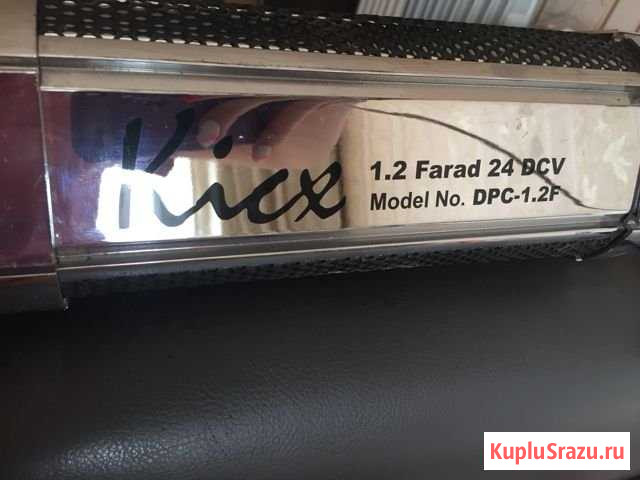 Kicx
1.2 Farad 24 DCV
Model No. DPC-1.2F
KupluSrazu.ru